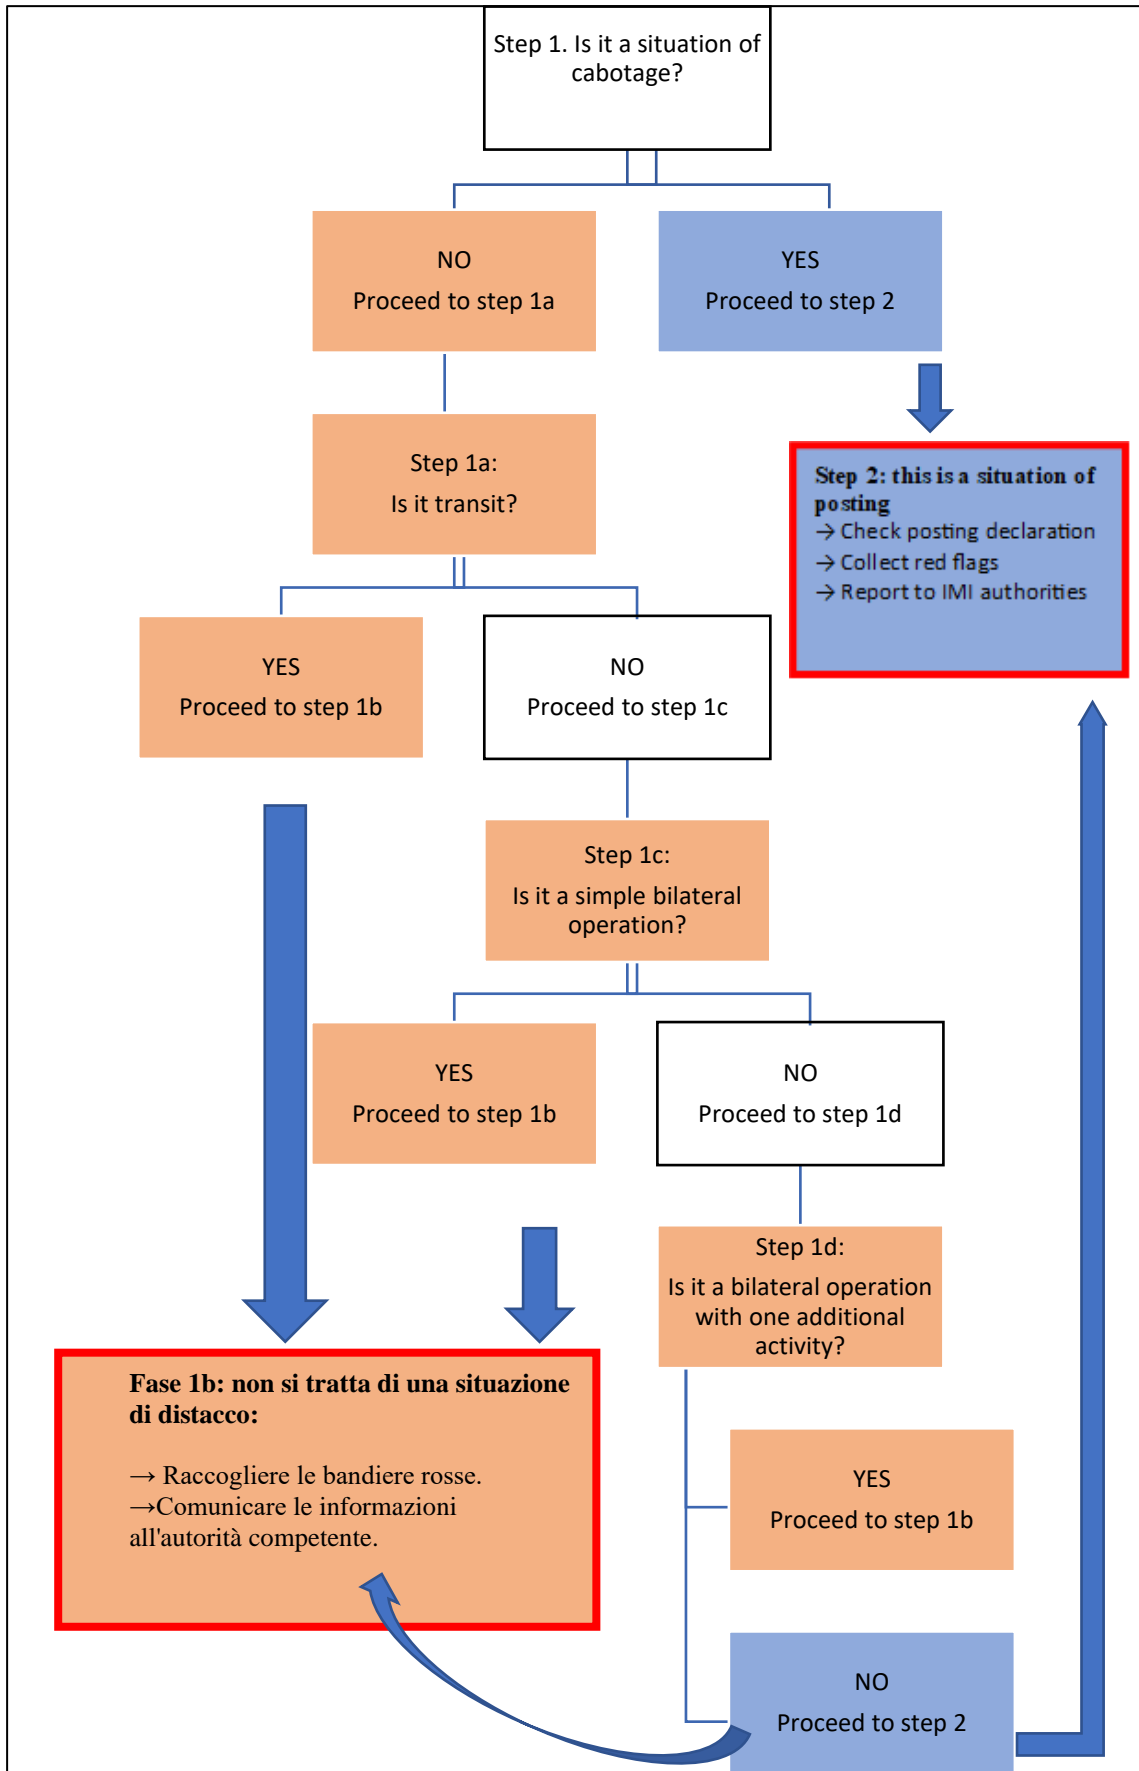 Step 1. Is it a situation of
cabotage?
NO
Proceed to step 1a
YES
Proceed to step 2
Step 1a:
Is it transit?
Step 2: this is a situation of
posting
→ Check posting declaration
→ Collect red flags
→ Report to IMI authorities
YES
Proceed to step 1b
NO
Proceed to step 1c
Step 1c:
Is it a simple bilateral
operation?
YES
Proceed to step 1b
NO
Proceed to step 1d
Step 1d:
Is it a bilateral operation
with one additional
activity?
Fase 1b: non si tratta di una situazione
di distacco:
→ Raccogliere le bandiere rosse.
→Comunicare le informazioni
all'autorità competente.
YES
Proceed to step 1b
NO
Proceed to step 2